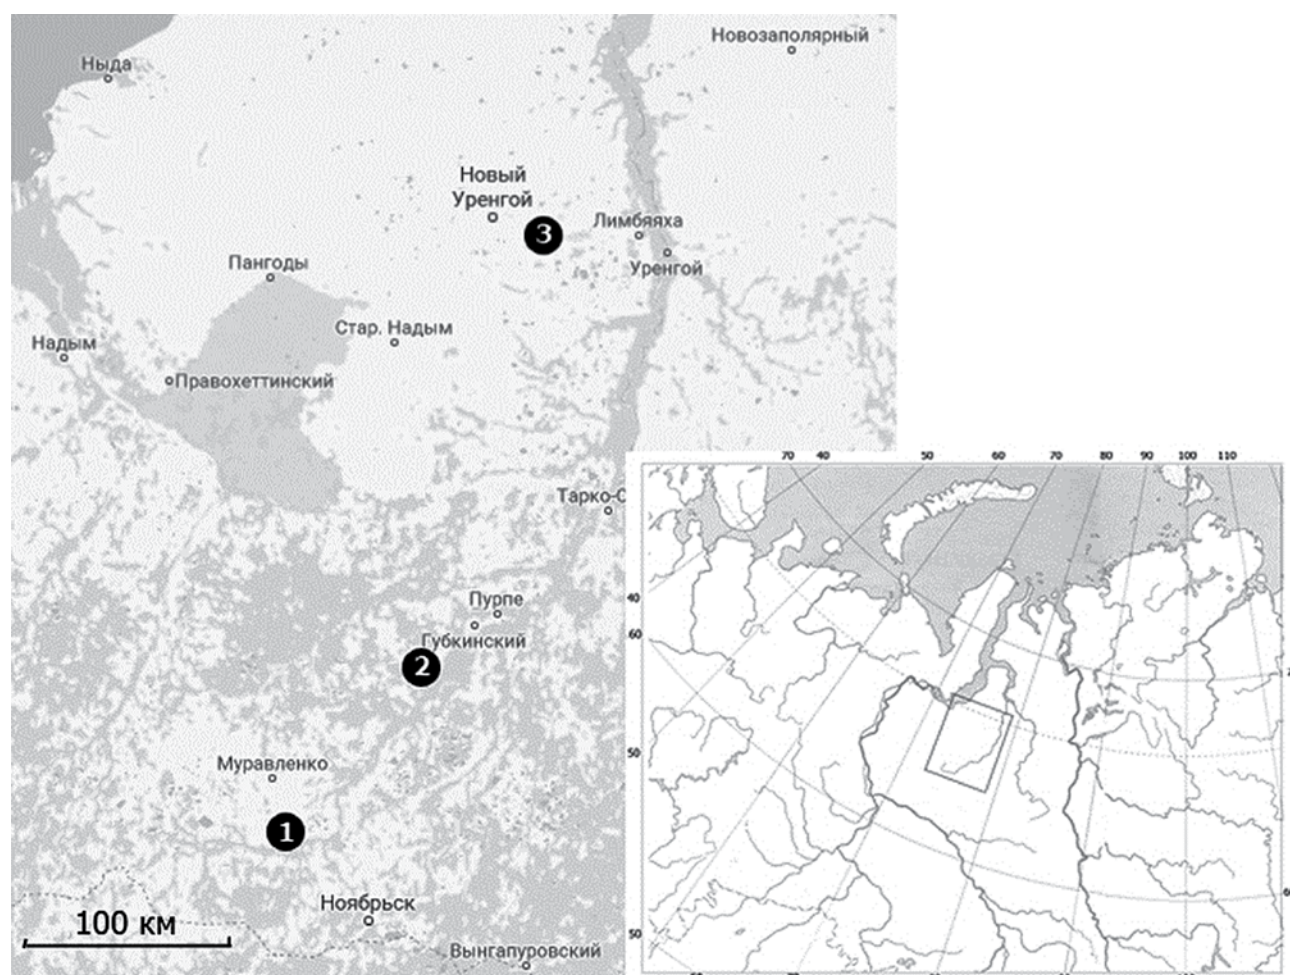 Новозаполярный
Ныда
Новый
Уренгой
3
Лимбяяха
Уренгой
Пангоды
Стар. Надым
Надым
Правохеттинский
Тарко-С
Пурпе
Губкинский
2
Муравленко
1
Ноябрьск
100 км
Вынгапуровский
70 40 50 60 70 80 90 100 110
40
60
50
50